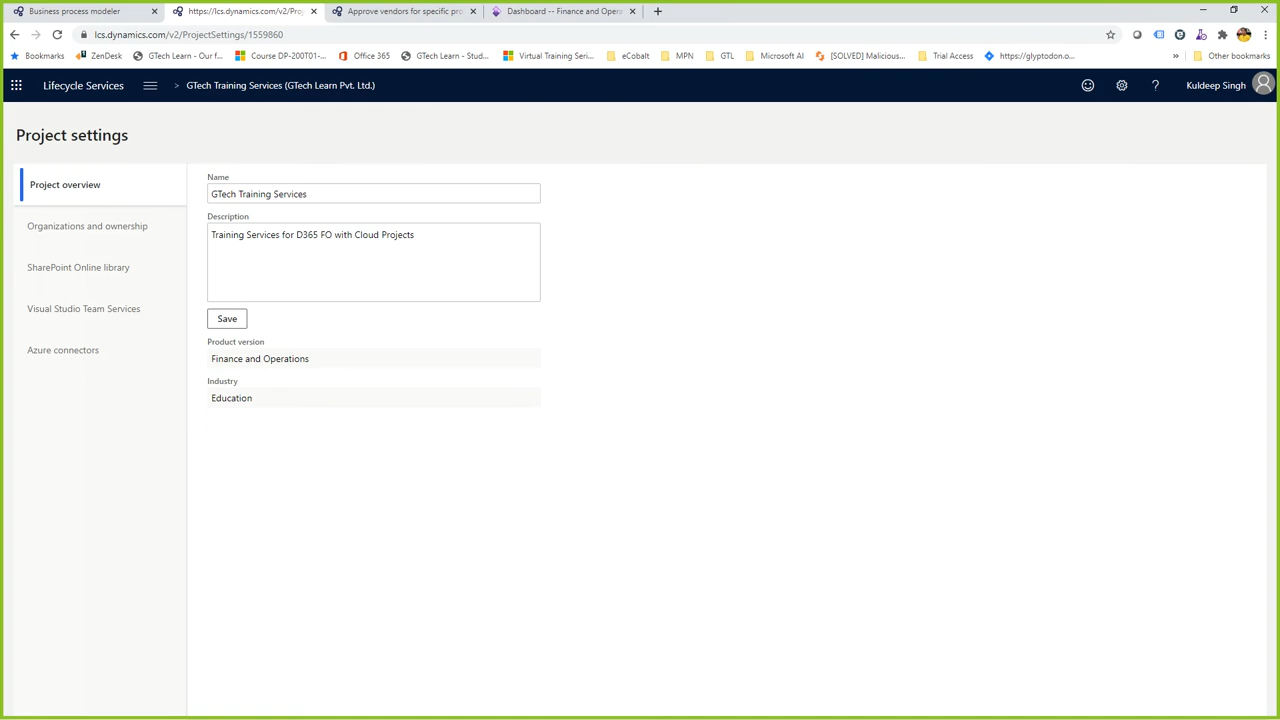 Business process modeler
https://lcs.dynamics.com/v2/Proj
Approve vendors for specific pro
Dashboard -- Finance and Opera
lcs.dynamics.com/v2/ProjectSettings/1559860
Bookmarks
ZenDesk
GTech Learn - Our f...
Course DP-200T01-...
Office 365
GTech Learn - Stud...
Virtual Training Seri...
eCobalt
MPN
GTL
Microsoft AI
[SOLVED] Malicious...
Trial Access
https://glyptodon.o...
»
Other bookmarks
Lifecycle Services
> GTech Training Services (GTech Learn Pvt. Ltd.)
?
Kuldeep Singh
Project settings
Project overview
Organizations and ownership
SharePoint Online library
Visual Studio Team Services
Azure connectors
Name
GTech Training Services
Description
Training Services for D365 FO with Cloud Projects
Save
Product version
Finance and Operations
Industry
Education